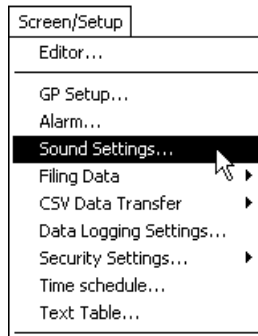 Screen/Setup
Editor...
GP Setup...
Alarm...
Sound Settings...
Filing Data
CSV Data Transfer
Data Logging Settings...
Security Settings...
Time schedule...
Text Table...